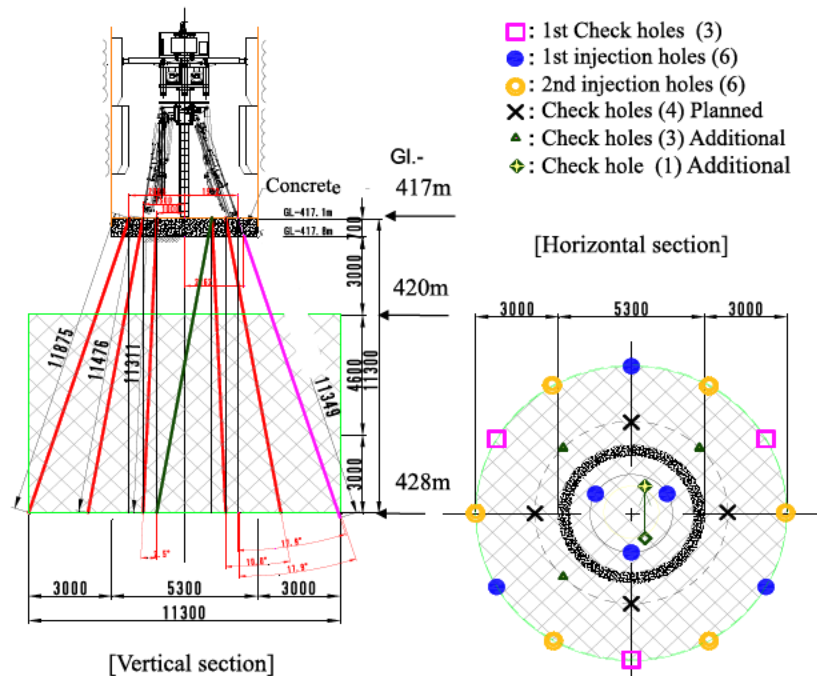 : 1st Check holes (3)
: 1st injection holes (6)
: 2nd injection holes (6)
: Check holes (4) Planned
: Check holes (3) Additional
: Check hole (1) Additional
Gl.-
Concrete
417m
GL-417.1m
GL-417.8m
700
3000
[Horizontal section]
420m
11875
11476
11311
11349
4600
11300
3000
428m
17.9°
3000
5300
3000
11300
[Vertical section]
3000
5300
3000